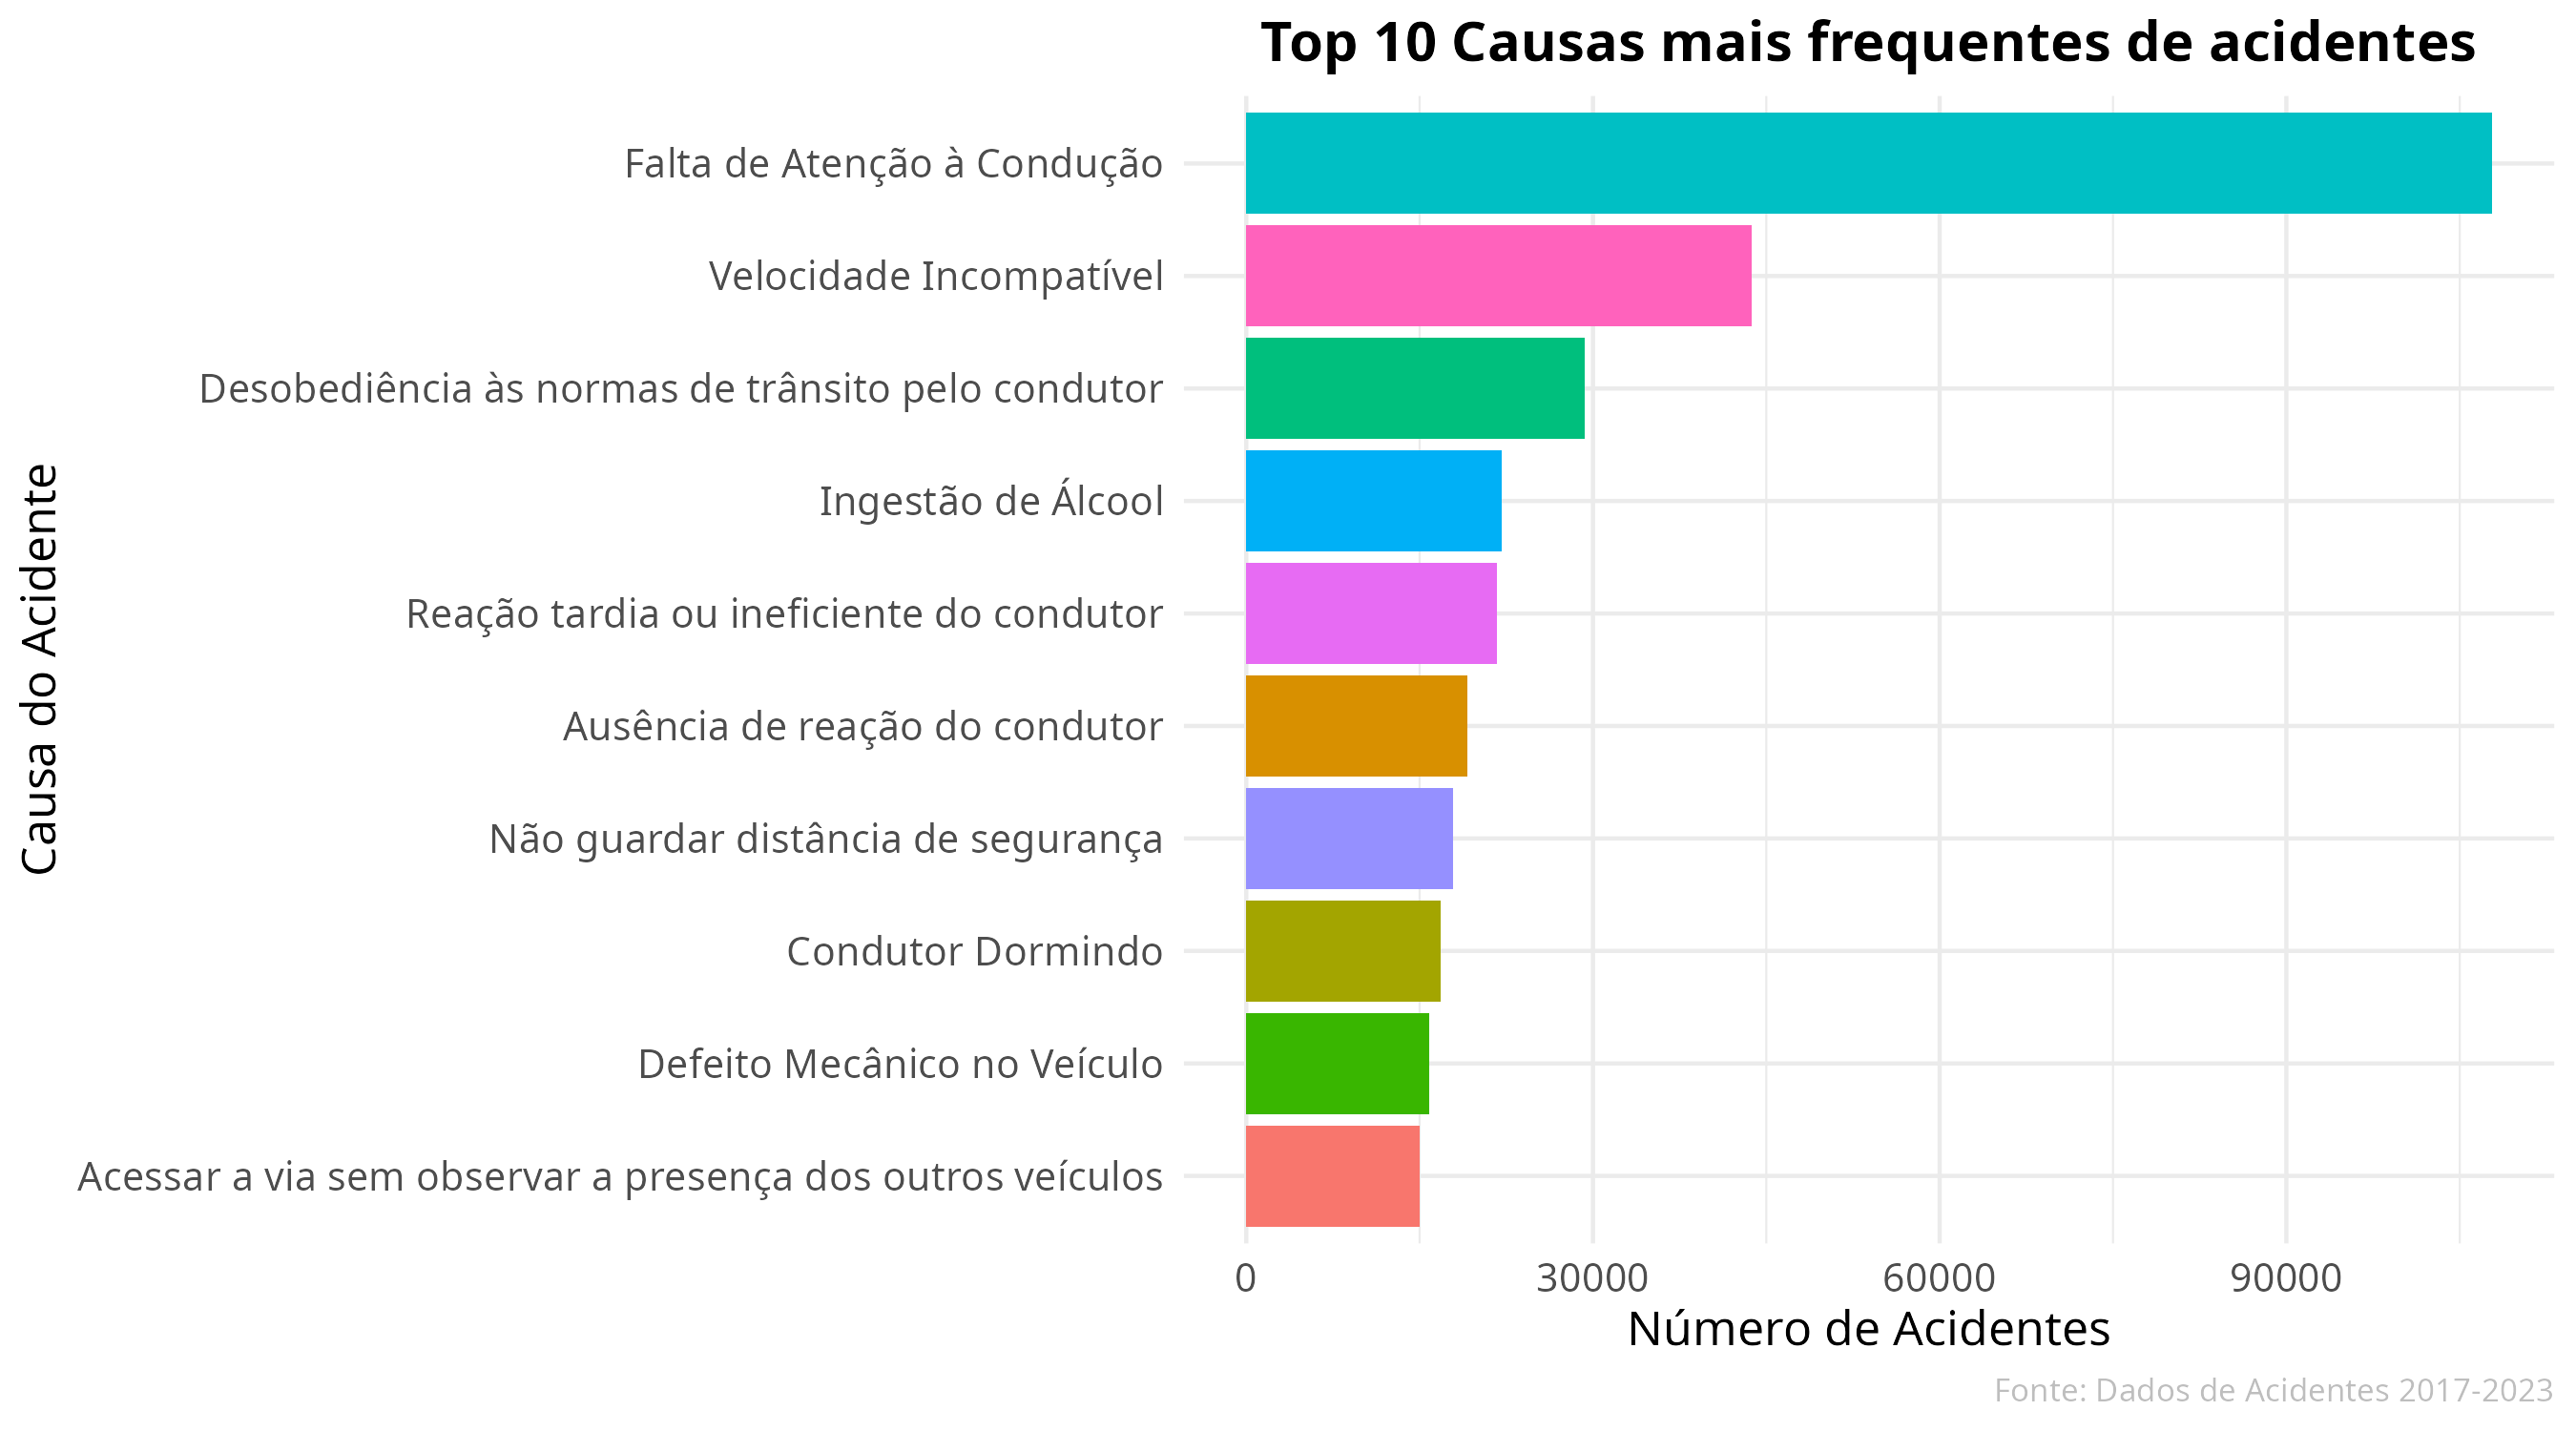 Top 10 Causas mais frequentes de acidentes
Causa do Acidente
Falta de Atenção à Condução
Velocidade Incompatível
Desobediência às normas de trânsito pelo condutor
Ingestão de Álcool
Reação tardia ou ineficiente do condutor
Ausência de reação do condutor
Não guardar distância de segurança
Condutor Dormindo
Defeito Mecânico no Veículo
Acessar a via sem observar a presença dos outros veículos
0 30000 60000 90000
Número de Acidentes
Fonte: Dados de Acidentes 2017-2023